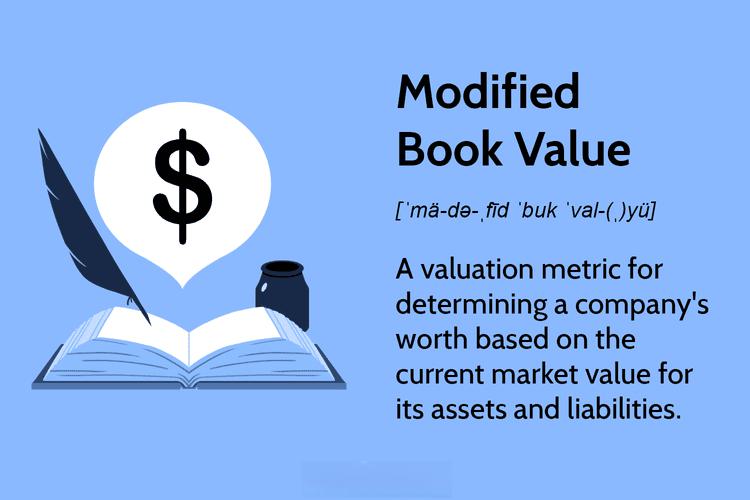 $
Modified
Book Value
[ˈmä-də-ˌfīd ˈbuk ˈval-(ˌ)yü]
A valuation metric for
determining a company's
worth based on the
current market value for
its assets and liabilities.